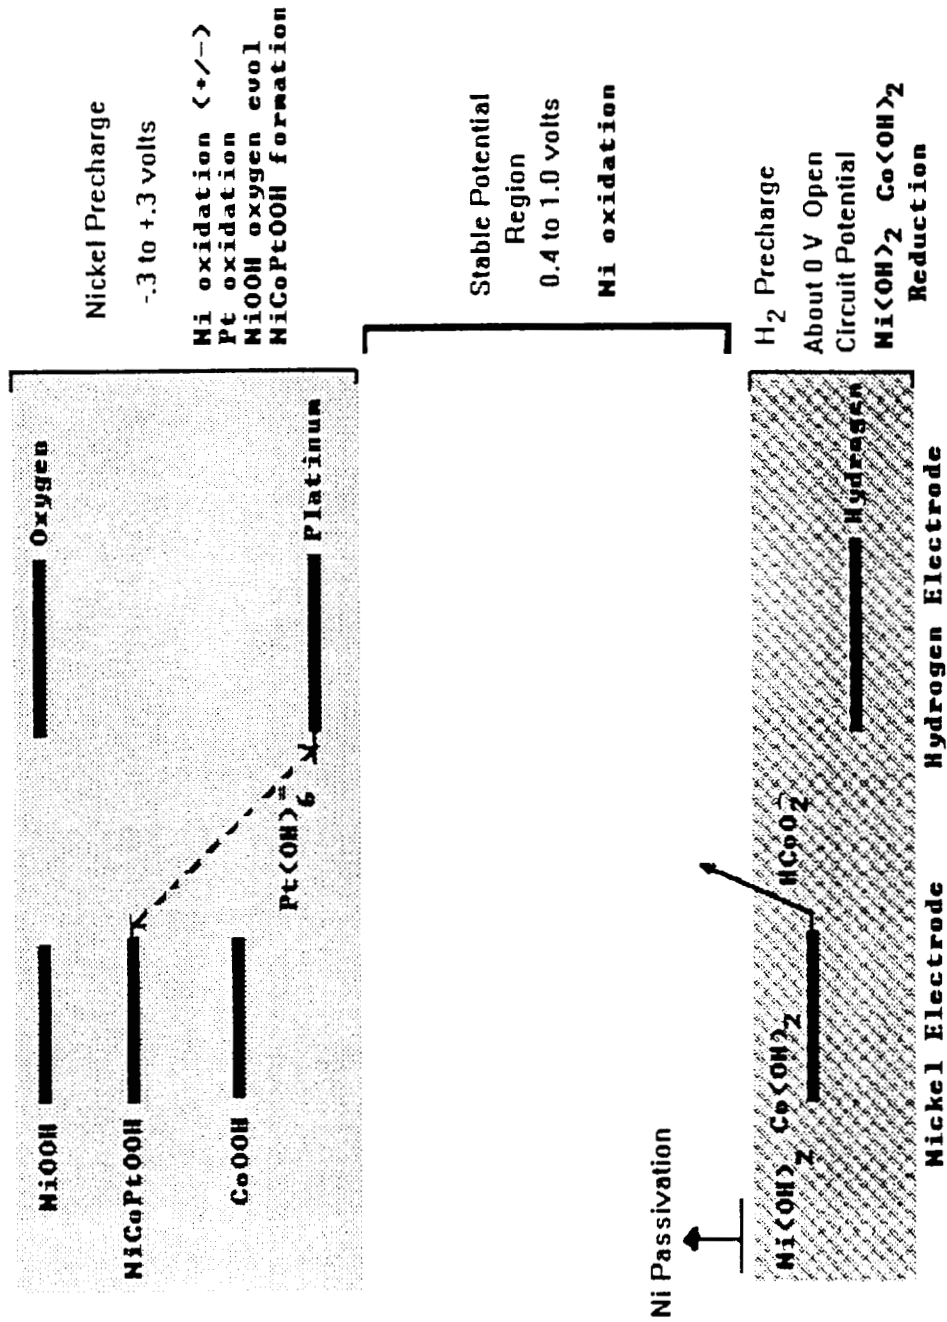 Nickel Precharge
-.3 to +.3 volts
Ni oxidation (+/-)
Pt oxidation
NiOOH oxygen evol
NiCoPtOOH formation
NiOOH
Oxygen
NiCoPtOOH
CoOOH
Pt(OH)₆⁼
Platinum
Stable Potential
Region
0.4 to 1.0 volts
Ni oxidation
Ni Passivation
H₂ Precharge
About 0 V Open
Circuit Potential
Ni(OH)₂ Co(OH)₂
Reduction
Ni(OH)₂ Co(OH)₂
HCoO₂⁻
Hydrogen
Nickel Electrode
Hydrogen Electrode